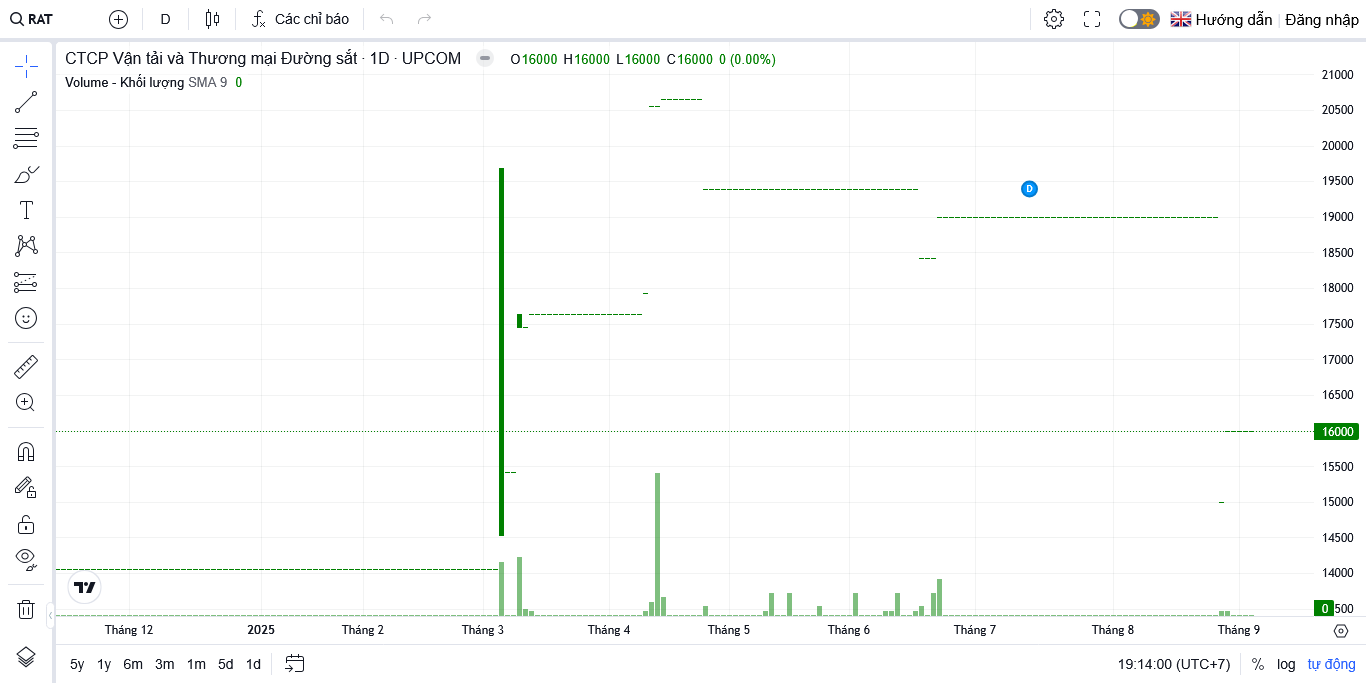 RAT D Các chỉ báo Hướng dẫn Đăng nhập
CTCP Vận tải và Thương mại Đường sắt · 1D · UPCOM O16000 H16000 L16000 C16000 0 (0.00%)
Volume - Khối lượng SMA 9 0
21000
20500
20000
19500
D
19000
18500
18000
17500
17000
16500
16000
15500
15000
14500
14000
0 500
Tháng 12 2025 Tháng 2 Tháng 3 Tháng 4 Tháng 5 Tháng 6 Tháng 7 Tháng 8 Tháng 9
5y 1y 6m 3m 1m 5d 1d 19:14:00 (UTC+7) % log tự động